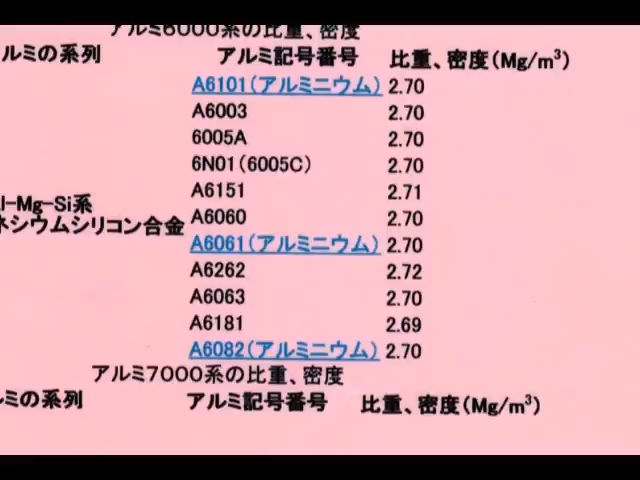 アルミ6000系の比重、密度
ルミの系列 アルミ記号番号 比重、密度(Mg/m³)
A6101(アルミニウム) 2.70
A6003 2.70
6005A 2.70
6N01(6005C) 2.70
A6151 2.71
l-Mg-Si系
ネシウムシリコン合金
A6060 2.70
A6061(アルミニウム) 2.70
A6262 2.72
A6063 2.70
A6181 2.69
A6082(アルミニウム) 2.70
アルミ7000系の比重、密度
ルミの系列 アルミ記号番号 比重、密度(Mg/m³)